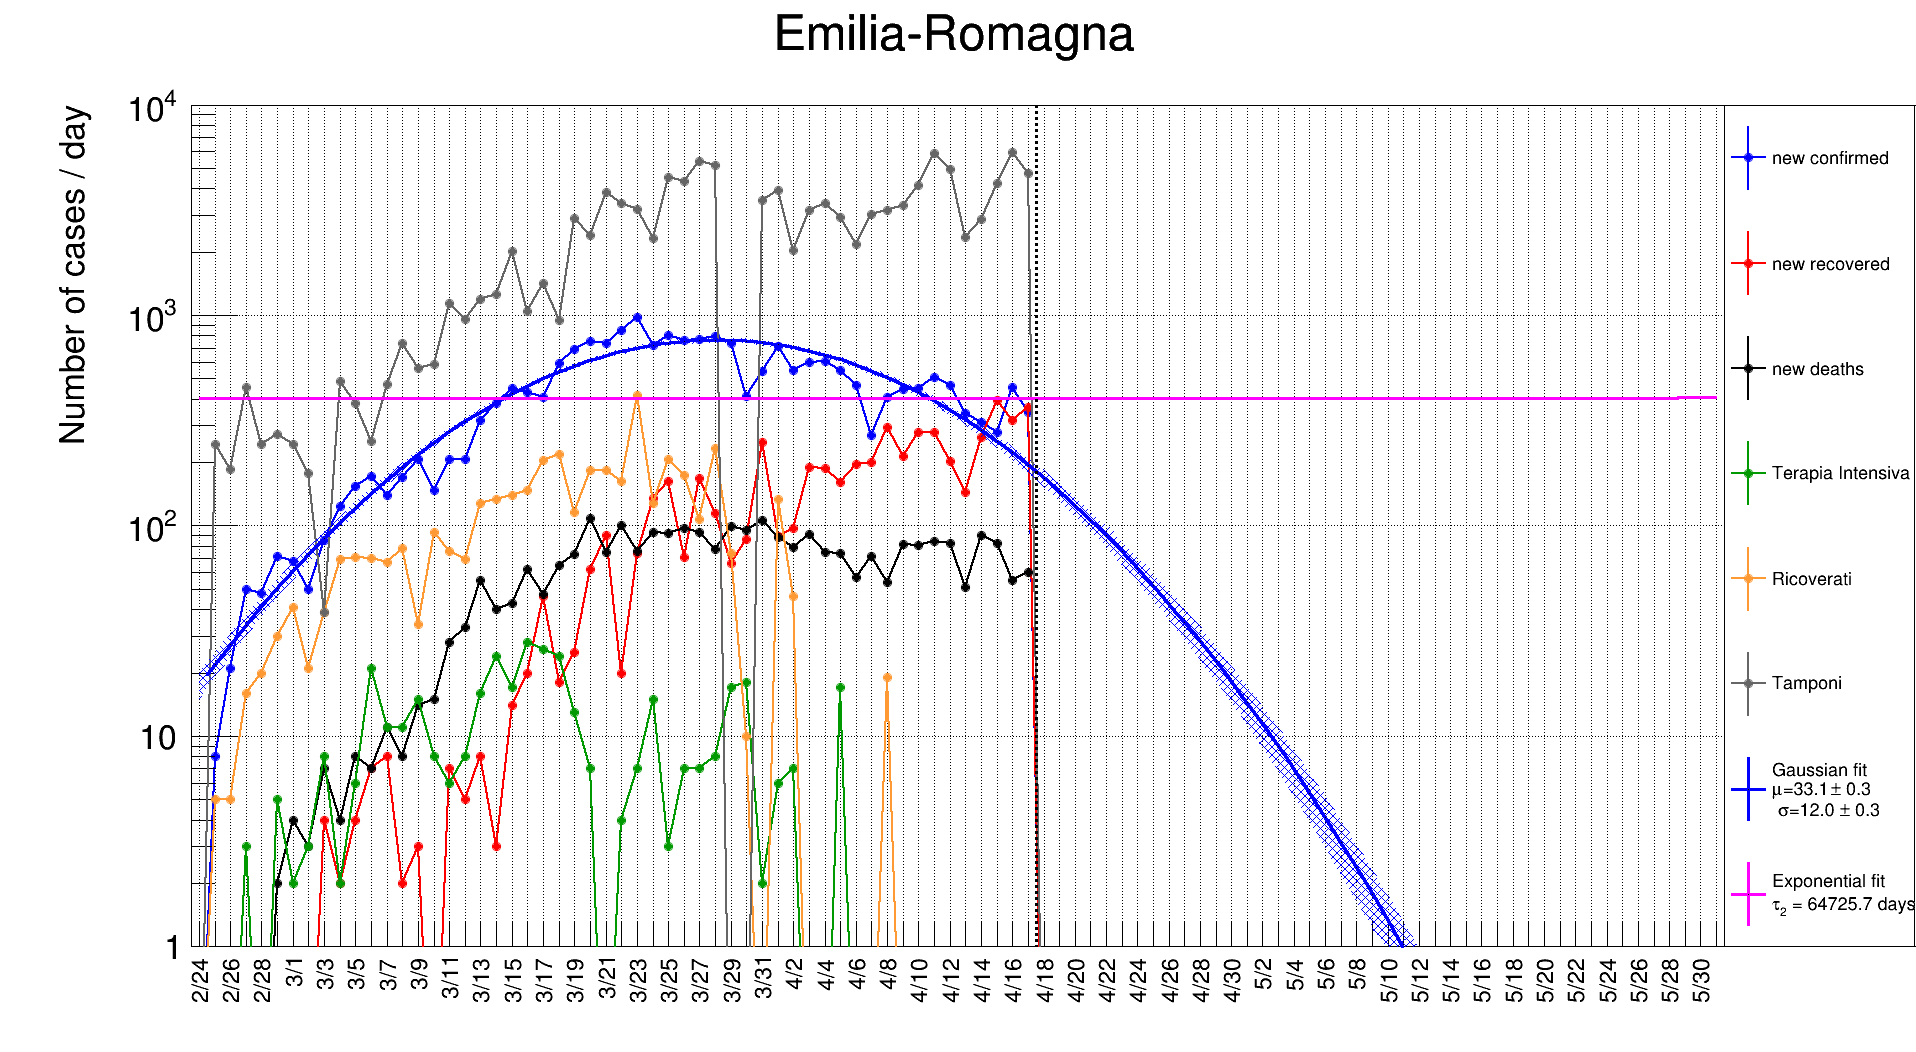 Emilia-Romagna
Number of cases / day
10^4
10^3
10^2
10
1
2/24 2/26 2/28 3/1 3/3 3/5 3/7 3/9 3/11 3/13 3/15 3/17 3/19 3/21 3/23 3/25 3/27 3/29 3/31 4/2 4/4 4/6 4/8 4/10 4/12 4/14 4/16 4/18 4/20 4/22 4/24 4/26 4/28 4/30 5/2 5/4 5/6 5/8 5/10 5/12 5/14 5/16 5/18 5/20 5/22 5/24 5/26 5/28 5/30
new confirmed
new recovered
new deaths
Terapia Intensiva
Ricoverati
Tamponi
Gaussian fit
μ=33.1 ± 0.3
σ=12.0 ± 0.3
Exponential fit
τ₂ = 64725.7 days